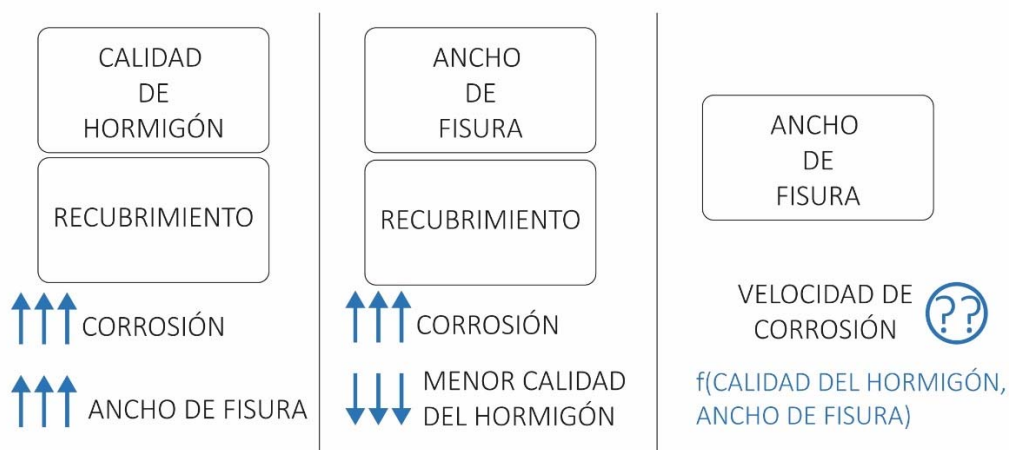 CALIDAD
DE
HORMIGÓN
RECUBRIMIENTO
CORROSIÓN
ANCHO DE FISURA
ANCHO
DE
FISURA
RECUBRIMIENTO
CORROSIÓN
MENOR CALIDAD
DEL HORMIGÓN
ANCHO
DE
FISURA
VELOCIDAD DE
CORROSIÓN
??
f(CALIDAD DEL HORMIGÓN,
ANCHO DE FISURA)